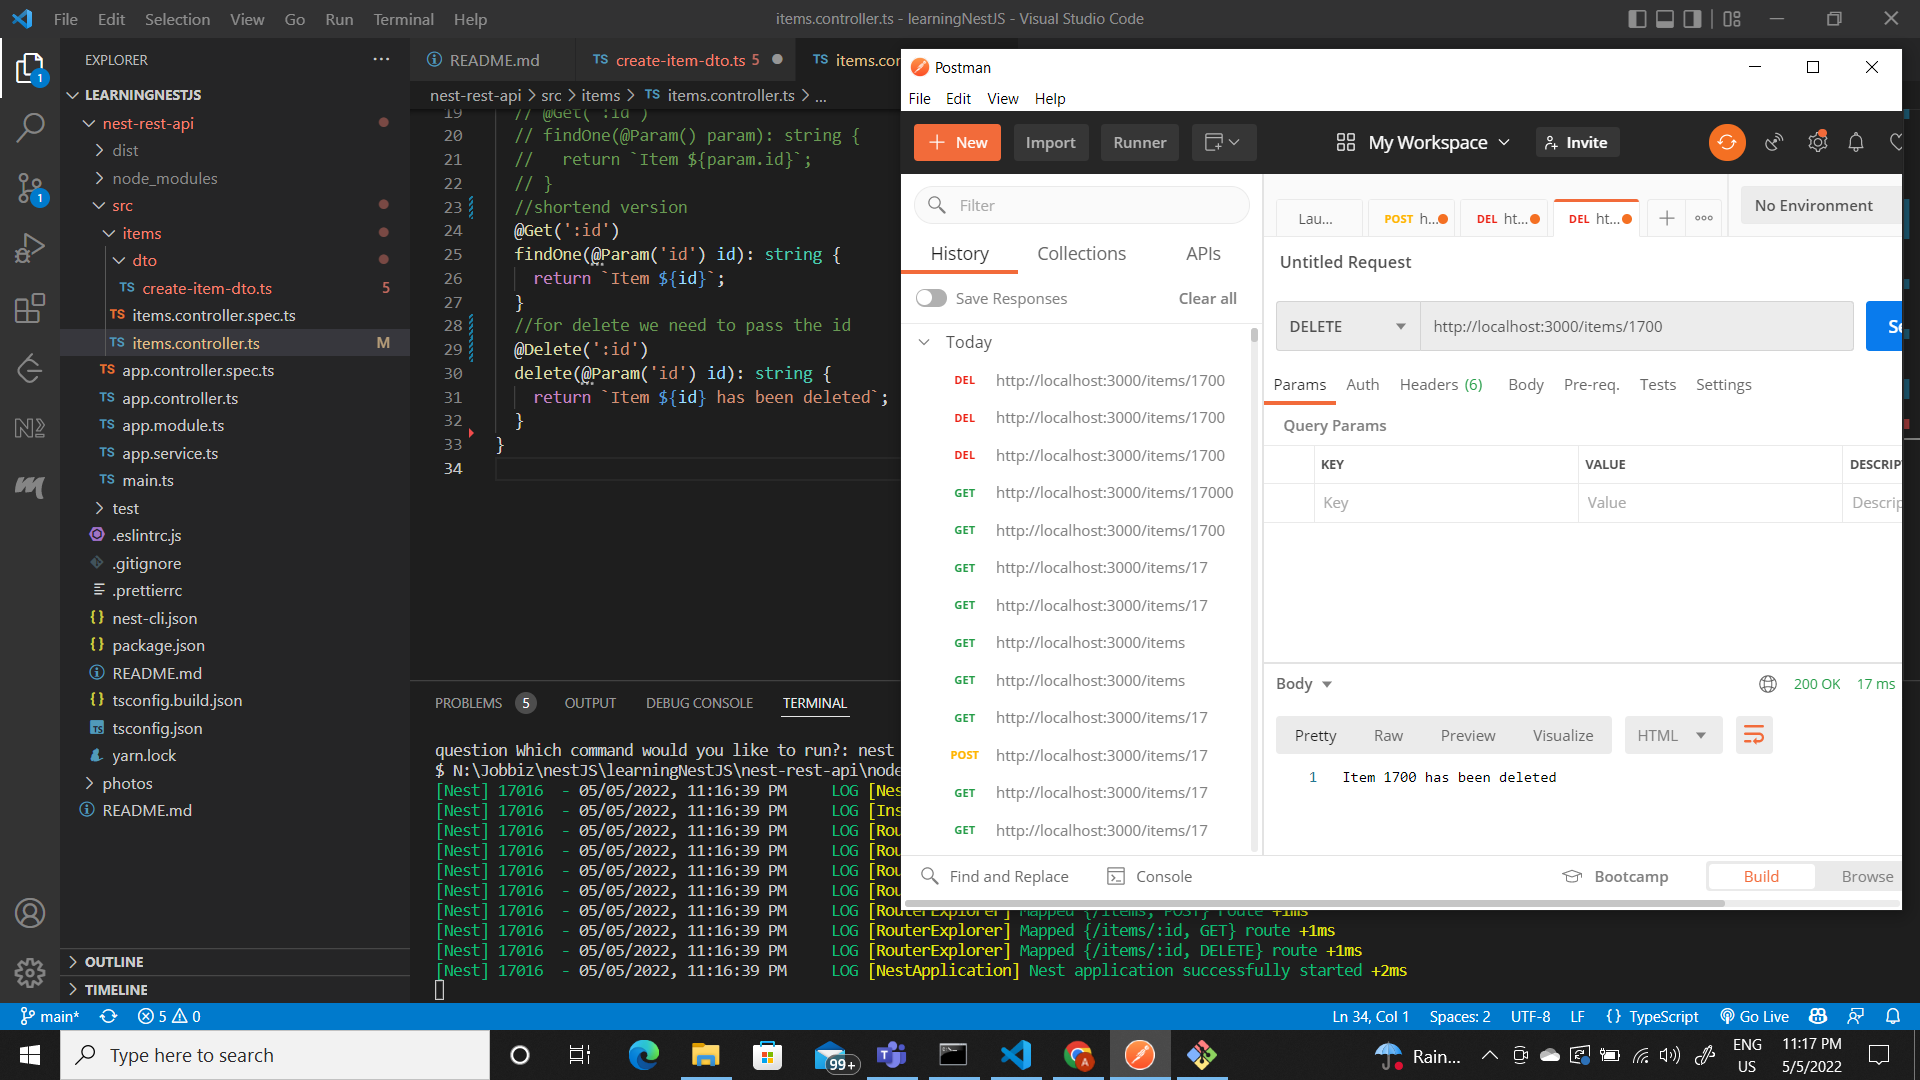 File Edit Selection View Go Run Terminal Help
items.controller.ts - learningNestJS - Visual Studio Code
EXPLORER
LEARNINGNESTJS
nest-rest-api
dist
node_modules
src
items
dto
TS create-item-dto.ts 5
TS items.controller.spec.ts
TS items.controller.ts M
TS app.controller.spec.ts
TS app.controller.ts
TS app.module.ts
TS app.service.ts
TS main.ts
test
.eslintrc.js
.gitignore
.prettierrc
{} nest-cli.json
{} package.json
README.md
{} tsconfig.build.json
TS tsconfig.json
yarn.lock
photos
README.md
OUTLINE
TIMELINE
1
1
README.md
TS create-item-dto.ts 5
TS items.con
nest-rest-api > src > items > TS items.controller.ts > ...
19 // @Get(':id')
20 // findOne(@Param() param): string {
21 //   return `Item ${param.id}`;
22 // }
23 //shortend version
24 @Get(':id')
25 findOne(@Param('id') id): string {
26   return `Item ${id}`;
27 }
28 //for delete we need to pass the id
29 @Delete(':id')
30 delete(@Param('id') id): string {
31   return `Item ${id} has been deleted`;
32 }
33 }
34
PROBLEMS 5 OUTPUT DEBUG CONSOLE TERMINAL
question Which command would you like to run?: nest
$ N:\Jobbiz\nestJS\learningNestJS\nest-rest-api\node
[Nest] 17016  - 05/05/2022, 11:16:39 PM     LOG [Nes
[Nest] 17016  - 05/05/2022, 11:16:39 PM     LOG [Ins
[Nest] 17016  - 05/05/2022, 11:16:39 PM     LOG [Rou
[Nest] 17016  - 05/05/2022, 11:16:39 PM     LOG [Rou
[Nest] 17016  - 05/05/2022, 11:16:39 PM     LOG [Rou
[Nest] 17016  - 05/05/2022, 11:16:39 PM     LOG [Rou
[Nest] 17016  - 05/05/2022, 11:16:39 PM     LOG [RouterExplorer] Mapped {/items, POST} route +1ms
[Nest] 17016  - 05/05/2022, 11:16:39 PM     LOG [RouterExplorer] Mapped {/items/:id, GET} route +1ms
[Nest] 17016  - 05/05/2022, 11:16:39 PM     LOG [RouterExplorer] Mapped {/items/:id, DELETE} route +1ms
[Nest] 17016  - 05/05/2022, 11:16:39 PM     LOG [NestApplication] Nest application successfully started +2ms
Postman
File Edit View Help
+ New Import Runner
My Workspace Invite
Filter
History Collections APIs
Save Responses Clear all
Today
DEL http://localhost:3000/items/1700
DEL http://localhost:3000/items/1700
DEL http://localhost:3000/items/1700
GET http://localhost:3000/items/17000
GET http://localhost:3000/items/1700
GET http://localhost:3000/items/17
GET http://localhost:3000/items/17
GET http://localhost:3000/items
GET http://localhost:3000/items
GET http://localhost:3000/items/17
POST http://localhost:3000/items/17
GET http://localhost:3000/items/17
GET http://localhost:3000/items/17
Lau... POST h... DEL ht... DEL ht... + ooo No Environment
Untitled Request
DELETE http://localhost:3000/items/1700 Se
Params Auth Headers (6) Body Pre-req. Tests Settings
Query Params
KEY VALUE DESCRIP
Key Value Descrip
Body 200 OK 17 ms
Pretty Raw Preview Visualize HTML
1 Item 1700 has been deleted
Find and Replace Console Bootcamp Build Browse
main* 5 0 Ln 34, Col 1 Spaces: 2 UTF-8 LF {} TypeScript Go Live
Type here to search
99+
Rain...
ENG
US
11:17 PM
5/5/2022